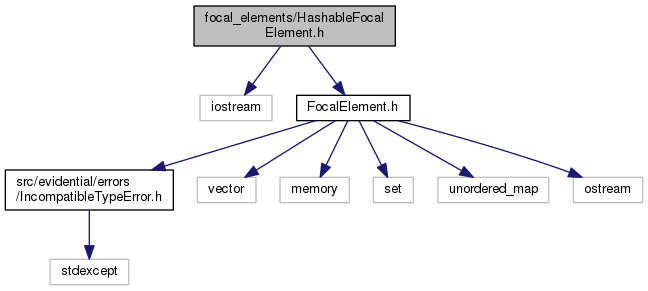 focal_elements/HashableFocal
Element.h
iostream
FocalElement.h
src/evidential/errors
/IncompatibleTypeError.h
vector
memory
set
unordered_map
ostream
stdexcept